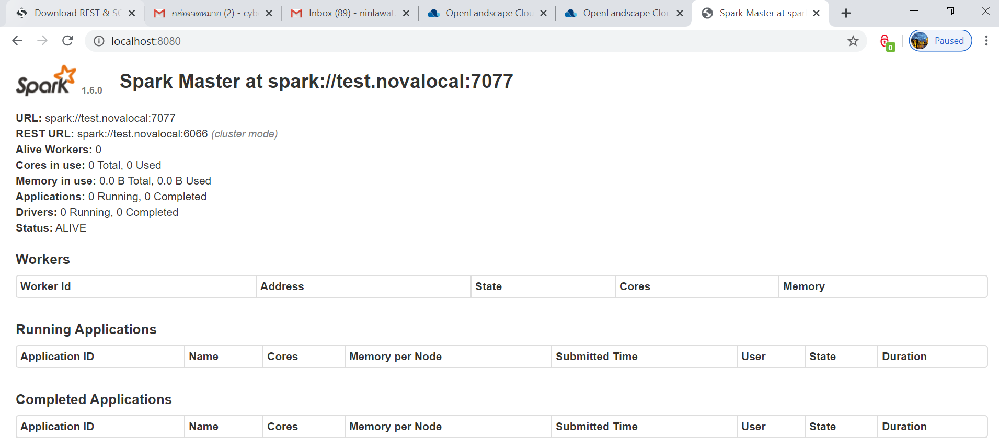 Download REST & SO
กล่องจดหมาย (2) - cyb
Inbox (89) - ninlawat.
OpenLandscape Clou
OpenLandscape Clou
Spark Master at spar
localhost:8080
0
Paused
Spark 1.6.0 Spark Master at spark://test.novalocal:7077
URL: spark://test.novalocal:7077
REST URL: spark://test.novalocal:6066 (cluster mode)
Alive Workers: 0
Cores in use: 0 Total, 0 Used
Memory in use: 0.0 B Total, 0.0 B Used
Applications: 0 Running, 0 Completed
Drivers: 0 Running, 0 Completed
Status: ALIVE
Workers
Worker Id Address State Cores Memory
Running Applications
Application ID Name Cores Memory per Node Submitted Time User State Duration
Completed Applications
Application ID Name Cores Memory per Node Submitted Time User State Duration